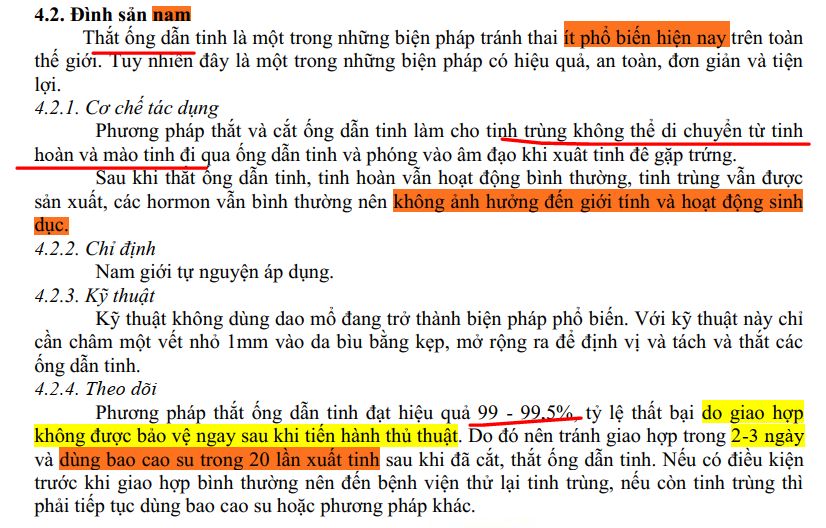 4.2. Đình sản nam
Thắt ống dẫn tinh là một trong những biện pháp tránh thai ít phổ biến hiện nay trên toàn
thế giới. Tuy nhiên đây là một trong những biện pháp có hiệu quả, an toàn, đơn giản và tiện
lợi.
4.2.1. Cơ chế tác dụng
Phương pháp thắt và cắt ống dẫn tinh làm cho tinh trùng không thể di chuyển từ tinh
hoàn và mào tinh đi qua ống dẫn tinh và phóng vào âm đạo khi xuất tinh để gặp trứng.
Sau khi thắt ống dẫn tinh, tinh hoàn vẫn hoạt động bình thường, tinh trùng vẫn được
sản xuất, các hormon vẫn bình thường nên không ảnh hưởng đến giới tính và hoạt động sinh
dục.
4.2.2. Chỉ định
Nam giới tự nguyện áp dụng.
4.2.3. Kỹ thuật
Kỹ thuật không dùng dao mổ đang trở thành biện pháp phổ biến. Với kỹ thuật này chỉ
cần châm một vết nhỏ 1mm vào da bìu bằng kẹp, mở rộng ra để định vị và tách và thắt các
ống dẫn tinh.
4.2.4. Theo dõi
Phương pháp thắt ống dẫn tinh đạt hiệu quả 99 - 99,5% tỷ lệ thất bại do giao hợp
không được bảo vệ ngay sau khi tiến hành thủ thuật. Do đó nên tránh giao hợp trong 2-3 ngày
và dùng bao cao su trong 20 lần xuất tinh sau khi đã cắt, thắt ống dẫn tinh. Nếu có điều kiện
trước khi giao hợp bình thường nên đến bệnh viện thử lại tinh trùng, nếu còn tinh trùng thì
phải tiếp tục dùng bao cao su hoặc phương pháp khác.